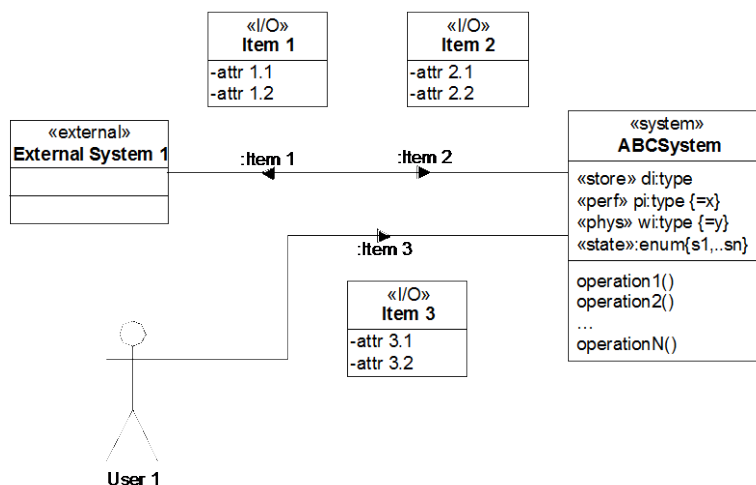 «I/O»
Item 1
-attr 1.1
-attr 1.2
«I/O»
Item 2
-attr 2.1
-attr 2.2
«external»
External System 1
:Item 1
:Item 2
«system»
ABCSystem
«store» di:type
«perf» pi:type {=x}
«phys» wi:type {=y}
«state»:enum{s1,..sn}
operation1()
operation2()
...
operationN()
:Item 3
«I/O»
Item 3
-attr 3.1
-attr 3.2
User 1